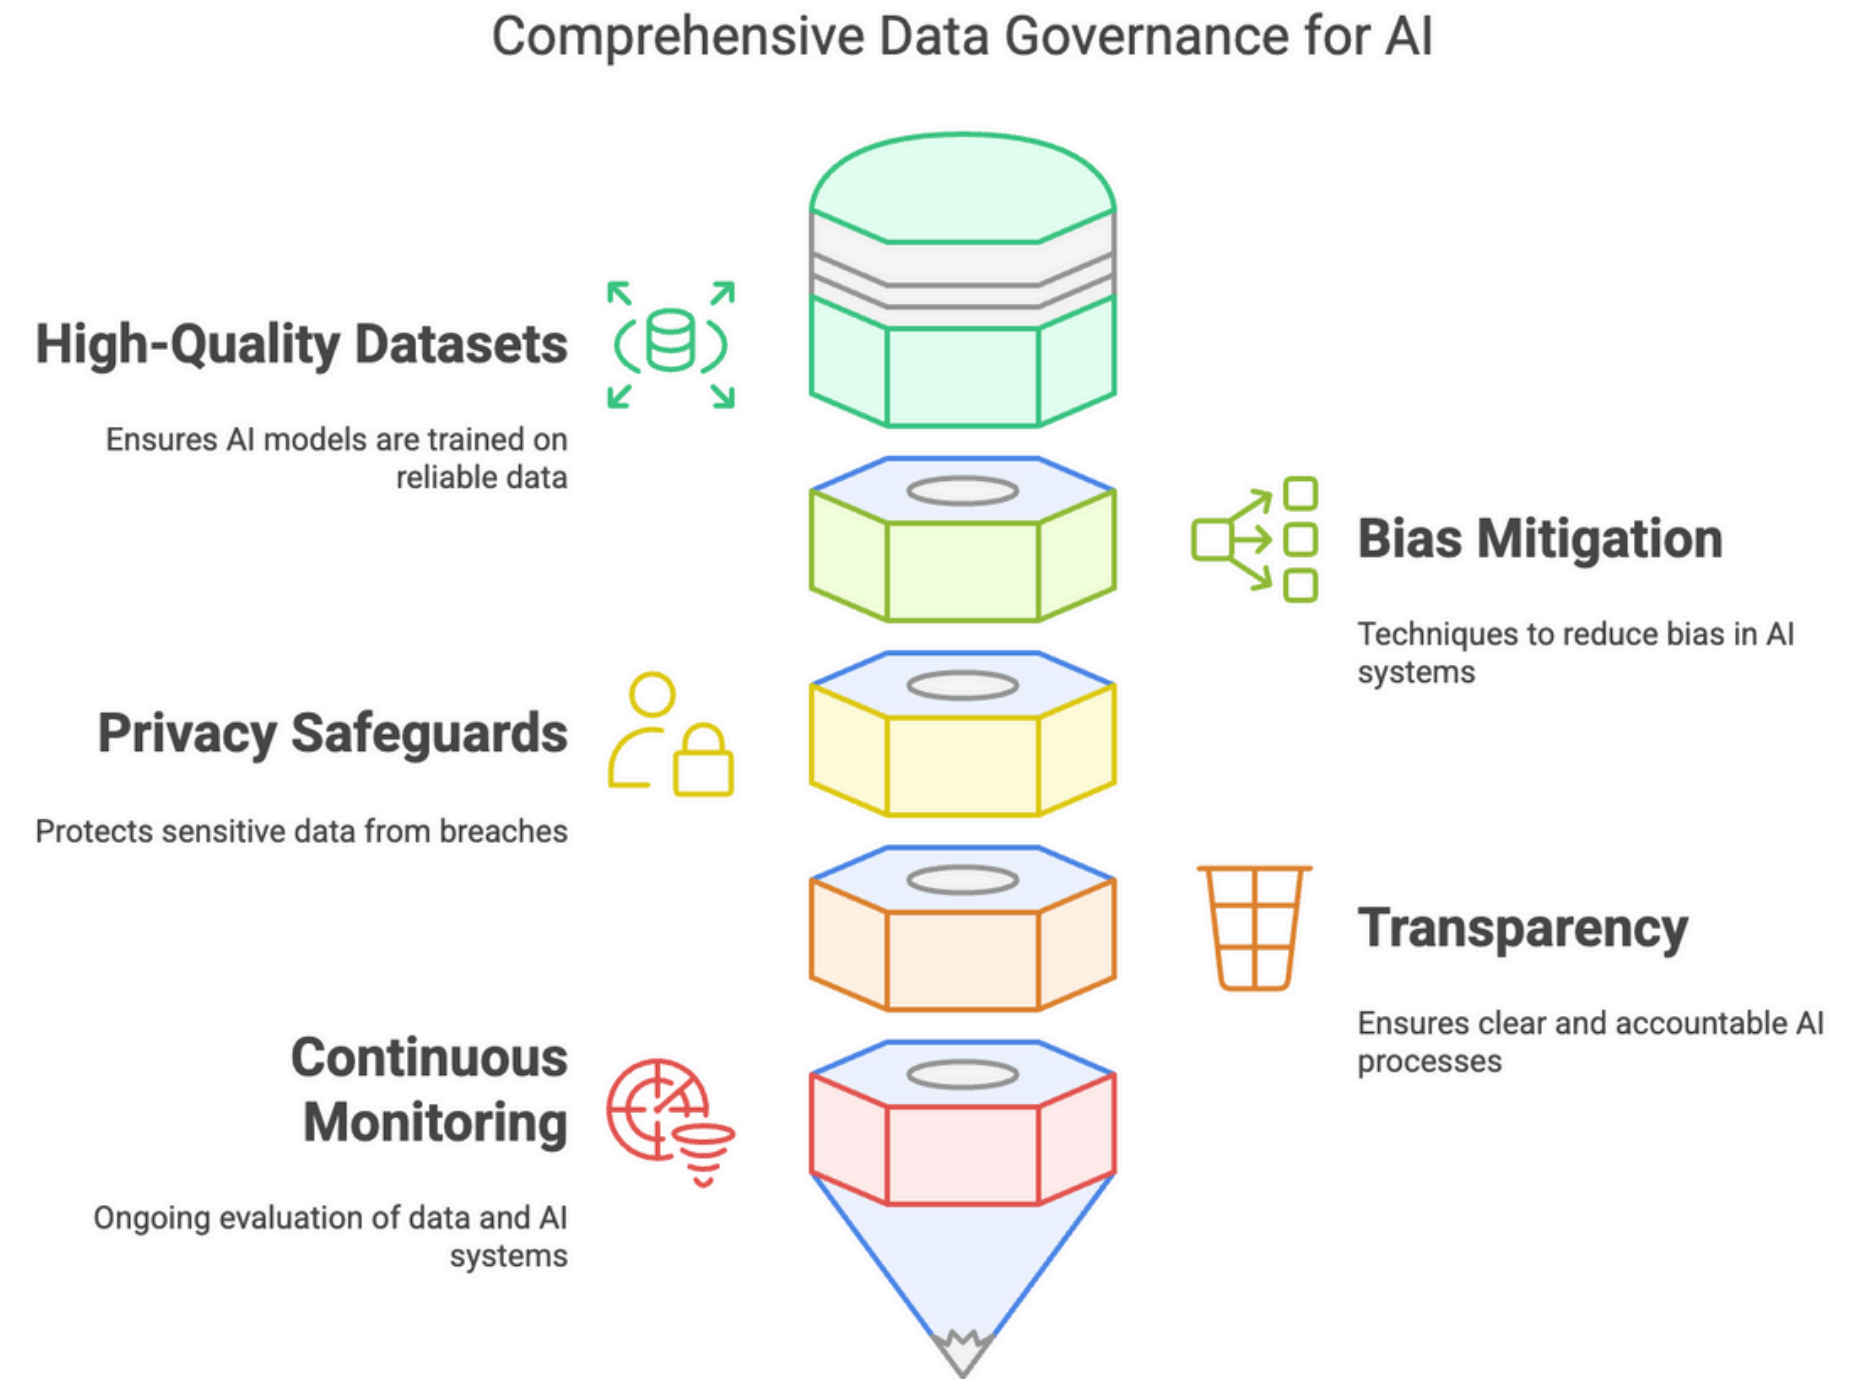 Comprehensive Data Governance for AI
High-Quality Datasets
Ensures AI models are trained on
reliable data
Bias Mitigation
Techniques to reduce bias in AI
systems
Privacy Safeguards
Protects sensitive data from breaches
Transparency
Ensures clear and accountable AI
processes
Continuous
Monitoring
Ongoing evaluation of data and AI
systems